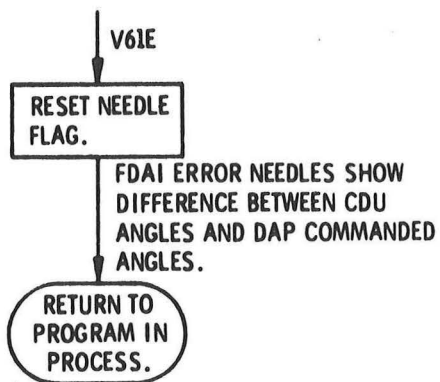 V61E
RESET NEEDLE
FLAG.
FDAI ERROR NEEDLES SHOW
DIFFERENCE BETWEEN CDU
ANGLES AND DAP COMMANDED
ANGLES.
RETURN TO
PROGRAM IN
PROCESS.